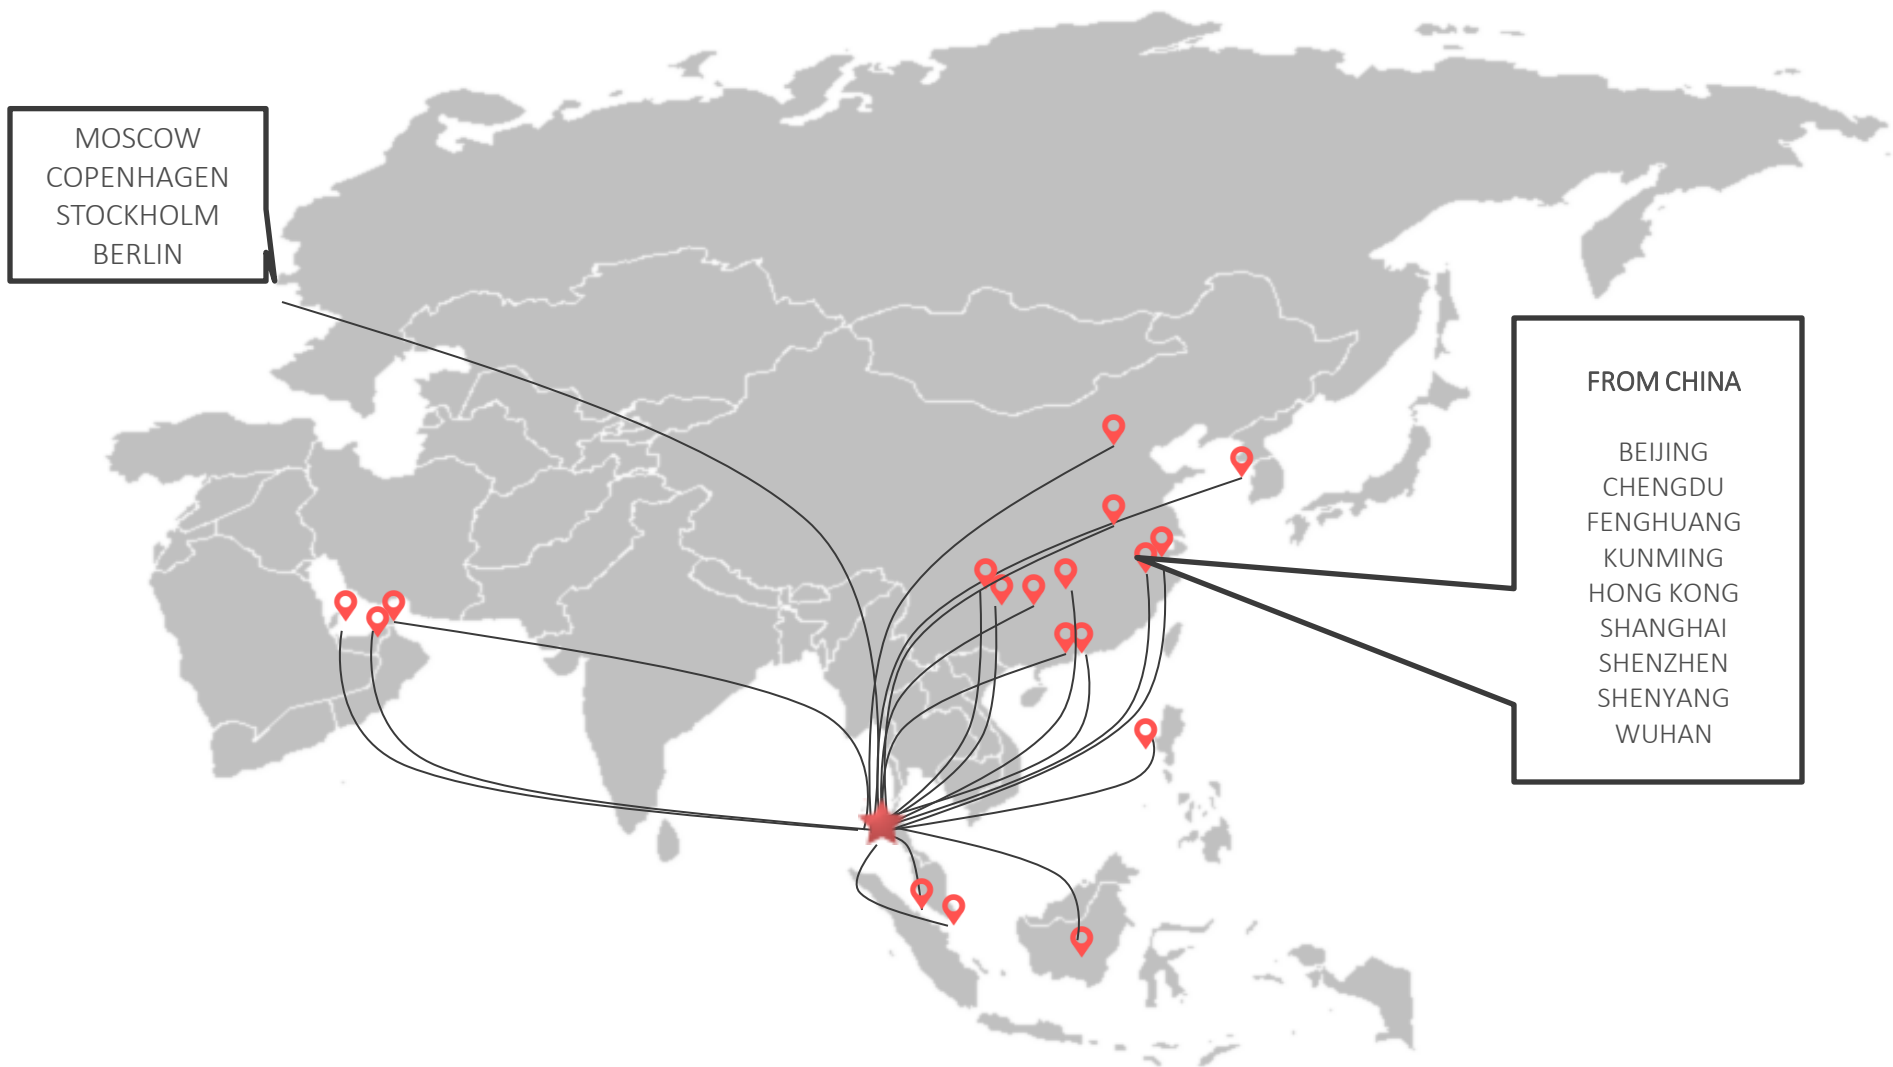 MOSCOW
COPENHAGEN
STOCKHOLM
BERLIN
FROM CHINA
BEIJING
CHENGDU
FENGHUANG
KUNMING
HONG KONG
SHANGHAI
SHENZHEN
SHENYANG
WUHAN